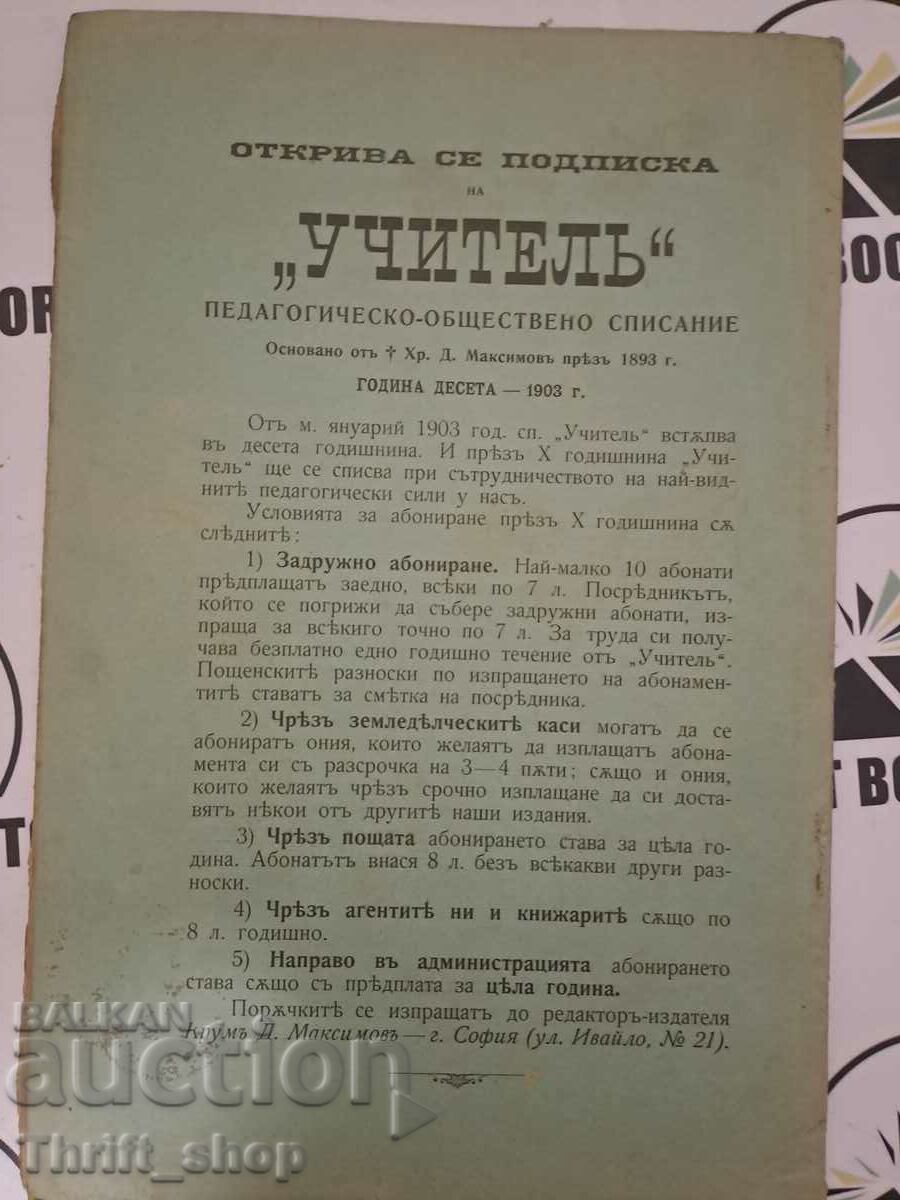 ОТКРИВА СЕ ПОДПИСКА
НА
„УЧИТЕЛЬ“
ПЕДАГОГИЧЕСКО-ОБЩЕСТВЕНО СПИСАНИЕ
Основано отъ † Хр. Д. Максимовъ прѣзъ 1893 г.
ГОДИНА ДЕСЕТА — 1903 г.
Отъ м. януарий 1903 год. сп. „Учитель“ встѫпва
въ десета годишнина. И прѣзъ X годишнина „Учи-
тель“ ще се списва при сътрудничеството на най-вид-
нитѣ педагогически сили у насъ.
Условията за абониране прѣзъ X годишнина сѫ
слѣднитѣ:
1) Задружно абониране. Най-малко 10 абонати
прѣдплащатъ заедно, всѣки по 7 л. Посрѣдникътъ,
който се погрижи да събере задружни абонати, из-
праща за всѣкиго точно по 7 л. За труда си полу-
чава безплатно едно годишно течение отъ „Учитель“.
Пощенскитѣ разноски по изпращането на абонамен-
титѣ ставатъ за смѣтка на посрѣдника.
2) Чрѣзъ земледѣлческитѣ каси могатъ да се
абониратъ ония, които желаятъ да изплащатъ абона-
мента си съ разсрочка на 3—4 пѫти; сѫщо и ония,
които желаятъ чрѣзъ срочно изплащане да си доста-
вятъ нѣкои отъ другитѣ наши издания.
3) Чрѣзъ пощата абонирането става за цѣла го-
дина. Абонатътъ внася 8 л. безъ всѣкакви други раз-
носки.
4) Чрѣзъ агентитѣ ни и книжаритѣ сѫщо по
8 л. годишно.
5) Направо въ администрацията абонирането
става сѫщо съ прѣдплата за цѣла година.
Порѫчкитѣ се изпращатъ до редакторъ-издателя
Крумъ Д. Максимовъ — г. София (ул. Ивайло, № 21).
BALKAN
auction
Thrift_shop